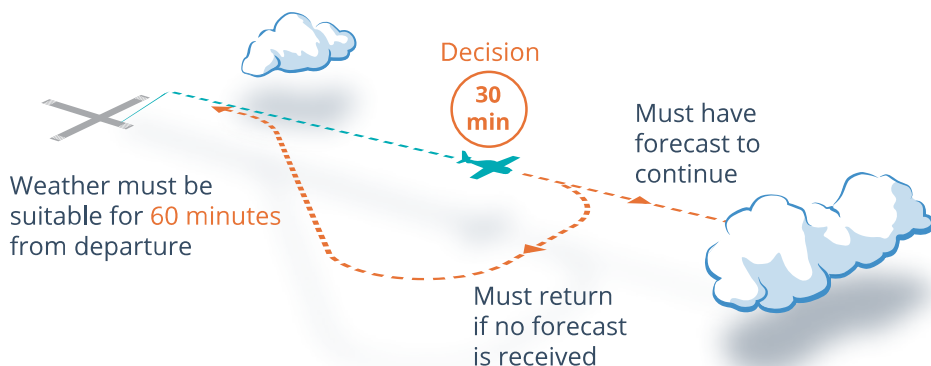 Decision
30
min
Must have
forecast to
continue
Weather must be
suitable for 60 minutes
from departure
Must return
if no forecast
is received